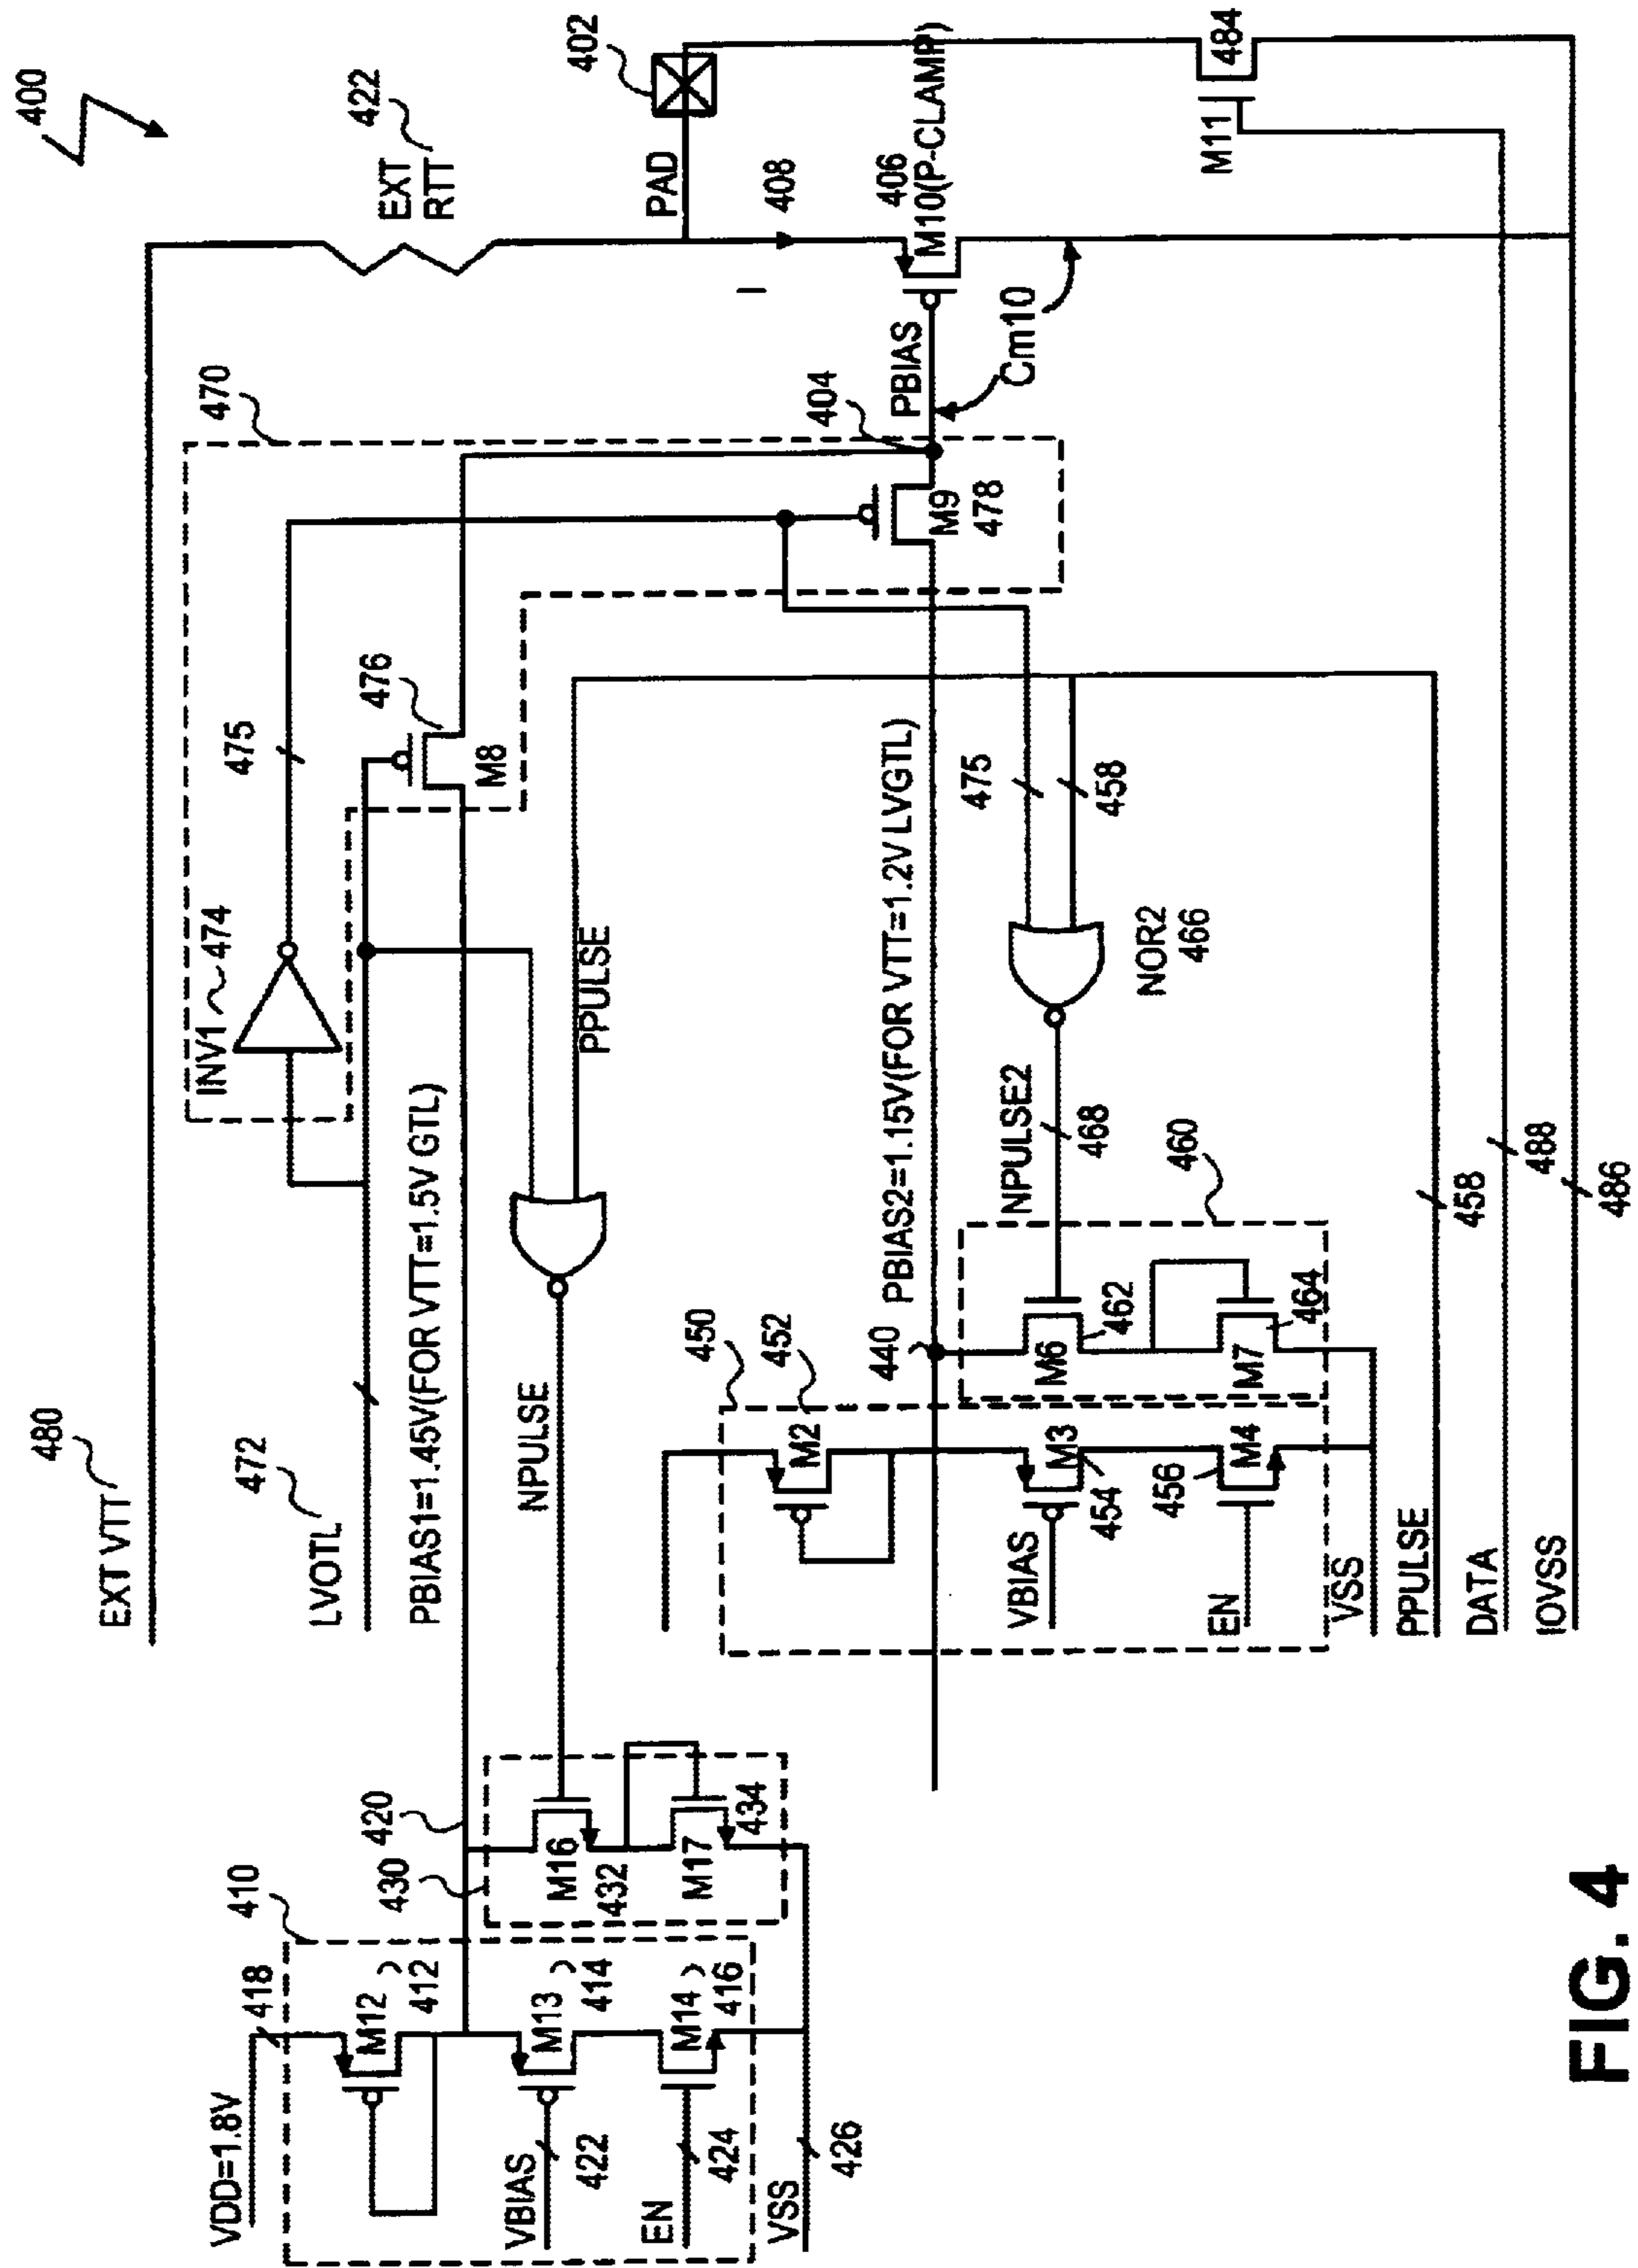 400
EXT VTT
480
EXT
RTT
422
470
INV1
474
475
LVOTL
472
476
M8
PBIAS1=1.45V(FOR VTT=1.5V GTL)
402
PAD
408
406
M10(P-CLAMP)
PBIAS
404
Cm10
I
M9
478
M11
484
VDD=1.8V
418
410
M12
412
420
430
VBIAS
422
M13
414
M16
432
EN
424
M14
416
M17
434
VSS
426
NPULSE
PPULSE
PBIAS2=1.15V(FOR VTT=1.2V LVGTL)
440
450
452
M2
VBIAS
M3
454
EN
456
M4
VSS
M6
462
M7
464
460
NPULSE2
468
NOR2
466
475
458
PPULSE
458
DATA
488
IOVSS
486
FIG. 4